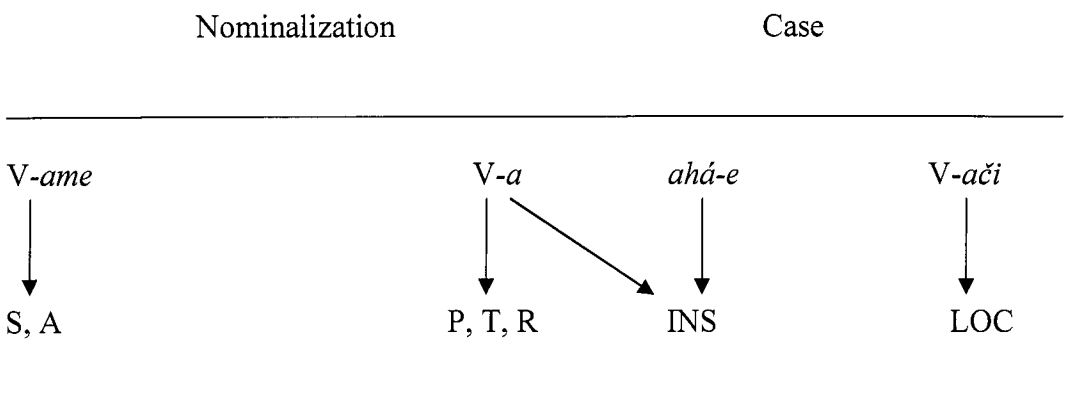 Nominalization Case
V-ame V-a ahá-e V-ači
S, A P, T, R INS LOC